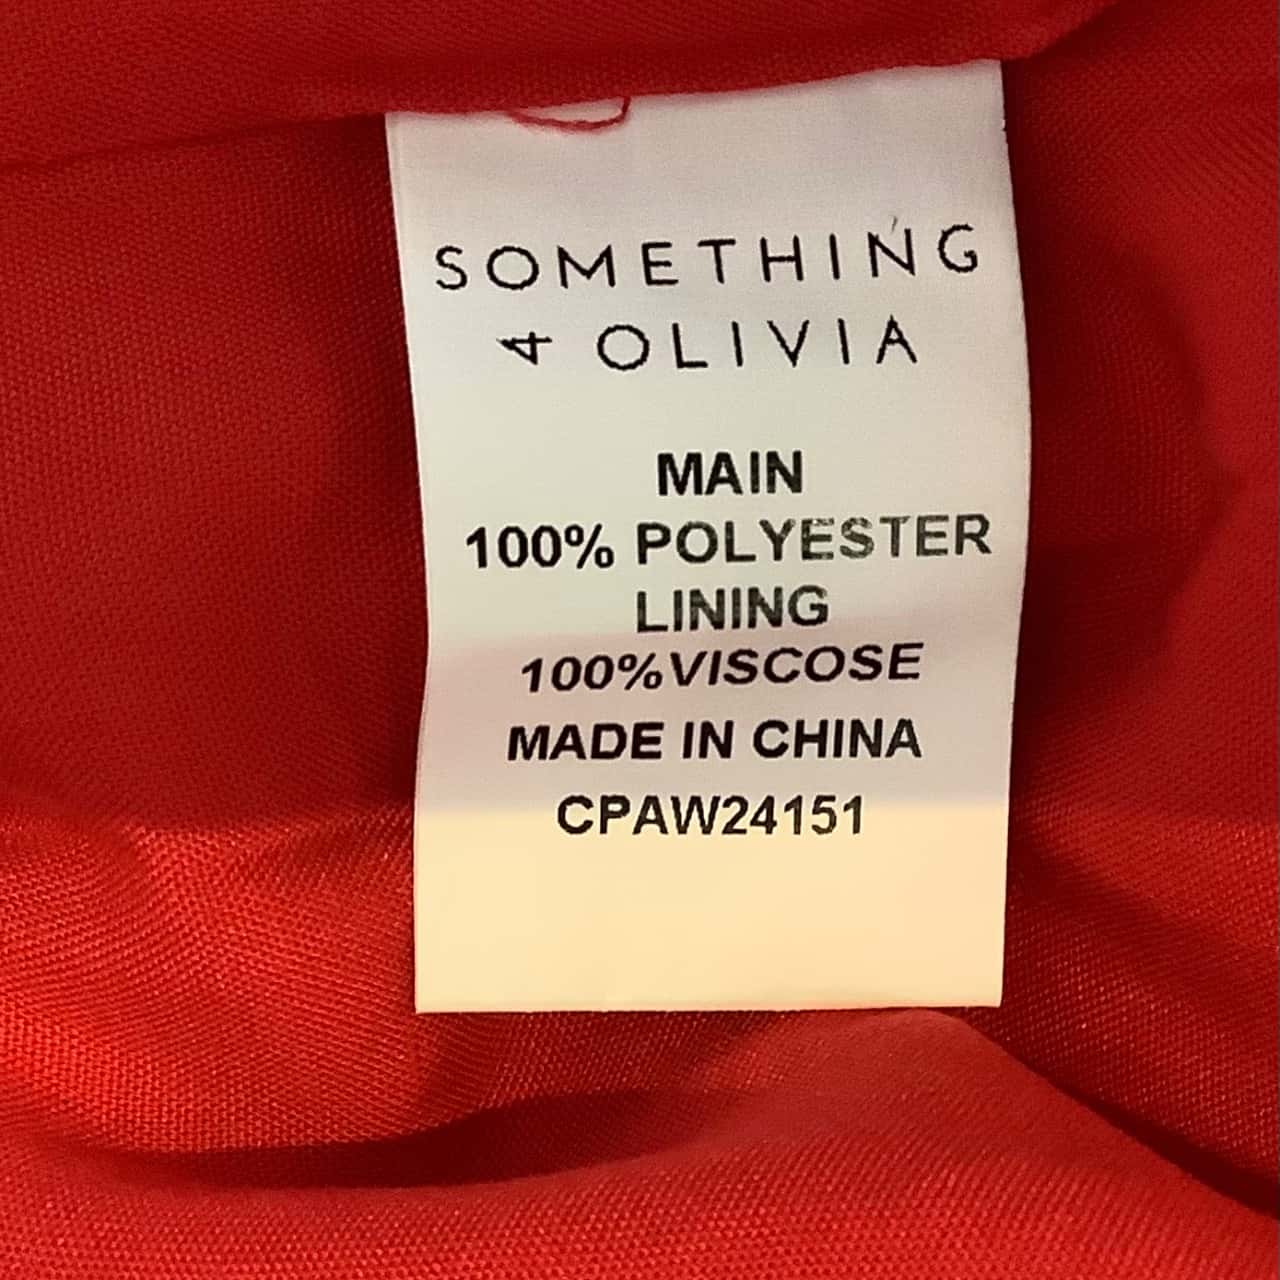 SOMETHING
4 OLIVIA
MAIN
100% POLYESTER
LINING
100%VISCOSE
MADE IN CHINA
CPAW24151